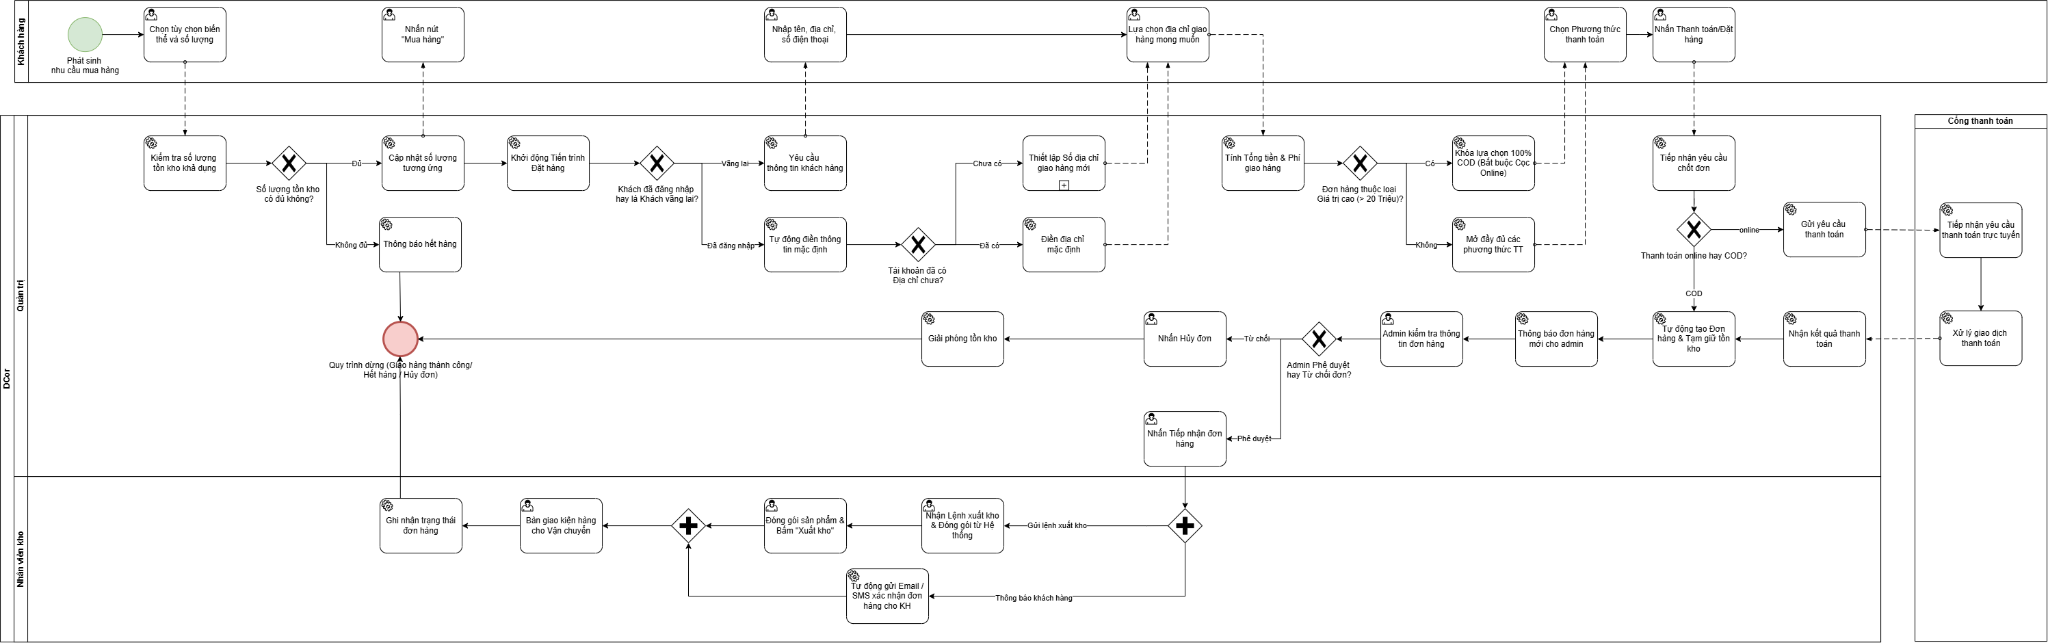 Khách hàng
Phát sinh
nhu cầu mua hàng
Chọn tùy chọn biến
thể và số lượng
Nhấn nút
"Mua hàng"
Nhập tên, địa chỉ,
số điện thoại
Lựa chọn địa chỉ giao
hàng mong muốn
Chọn Phương thức
thanh toán
Nhấn Thanh toán/Đặt
hàng
DCor
Quản trị
Kiểm tra số lượng
tồn kho khả dụng
Số lượng tồn kho
có đủ không?
Đủ
Không đủ
Cập nhật số lượng
tương ứng
Thông báo hết hàng
Khởi động Tiến trình
Đặt hàng
Khách đã đăng nhập
hay là Khách vãng lai?
Vãng lai
Đã đăng nhập
Yêu cầu
thông tin khách hàng
Tự động điền thông
tin mặc định
Tài khoản đã có
Địa chỉ chưa?
Chưa có
Đã có
Thiết lập Sổ địa chỉ
giao hàng mới
Điền địa chỉ
mặc định
Tính Tổng tiền & Phí
giao hàng
Đơn hàng thuộc loại
Giá trị cao (> 20 Triệu)?
Có
Không
Khóa lựa chọn 100%
COD (Bắt buộc Cọc
Online)
Mở đầy đủ các
phương thức TT
Tiếp nhận yêu cầu
chốt đơn
Thanh toán online hay COD?
online
COD
Gửi yêu cầu
thanh toán
Cổng thanh toán
Tiếp nhận yêu cầu
thanh toán trực tuyến
Xử lý giao dịch
thanh toán
Nhận kết quả thanh
toán
Tự động tạo Đơn
hàng & Tạm giữ tồn
kho
Thông báo đơn hàng
mới cho admin
Admin kiểm tra thông
tin đơn hàng
Admin Phê duyệt
hay Từ chối đơn?
Từ chối
Phê duyệt
Nhấn Hủy đơn
Giải phóng tồn kho
Quy trình dừng (Giao hàng thành công/
Hết hàng / Hủy đơn)
Nhấn Tiếp nhận đơn
hàng
Nhân viên kho
Gửi lệnh xuất kho
Thông báo khách hàng
Nhận Lệnh xuất kho
& Đóng gói từ Hệ
thống
Đóng gói sản phẩm &
Bấm "Xuất kho"
Bàn giao kiện hàng
cho Vận chuyển
Ghi nhận trạng thái
đơn hàng
Tự động gửi Email /
SMS xác nhận đơn
hàng cho KH